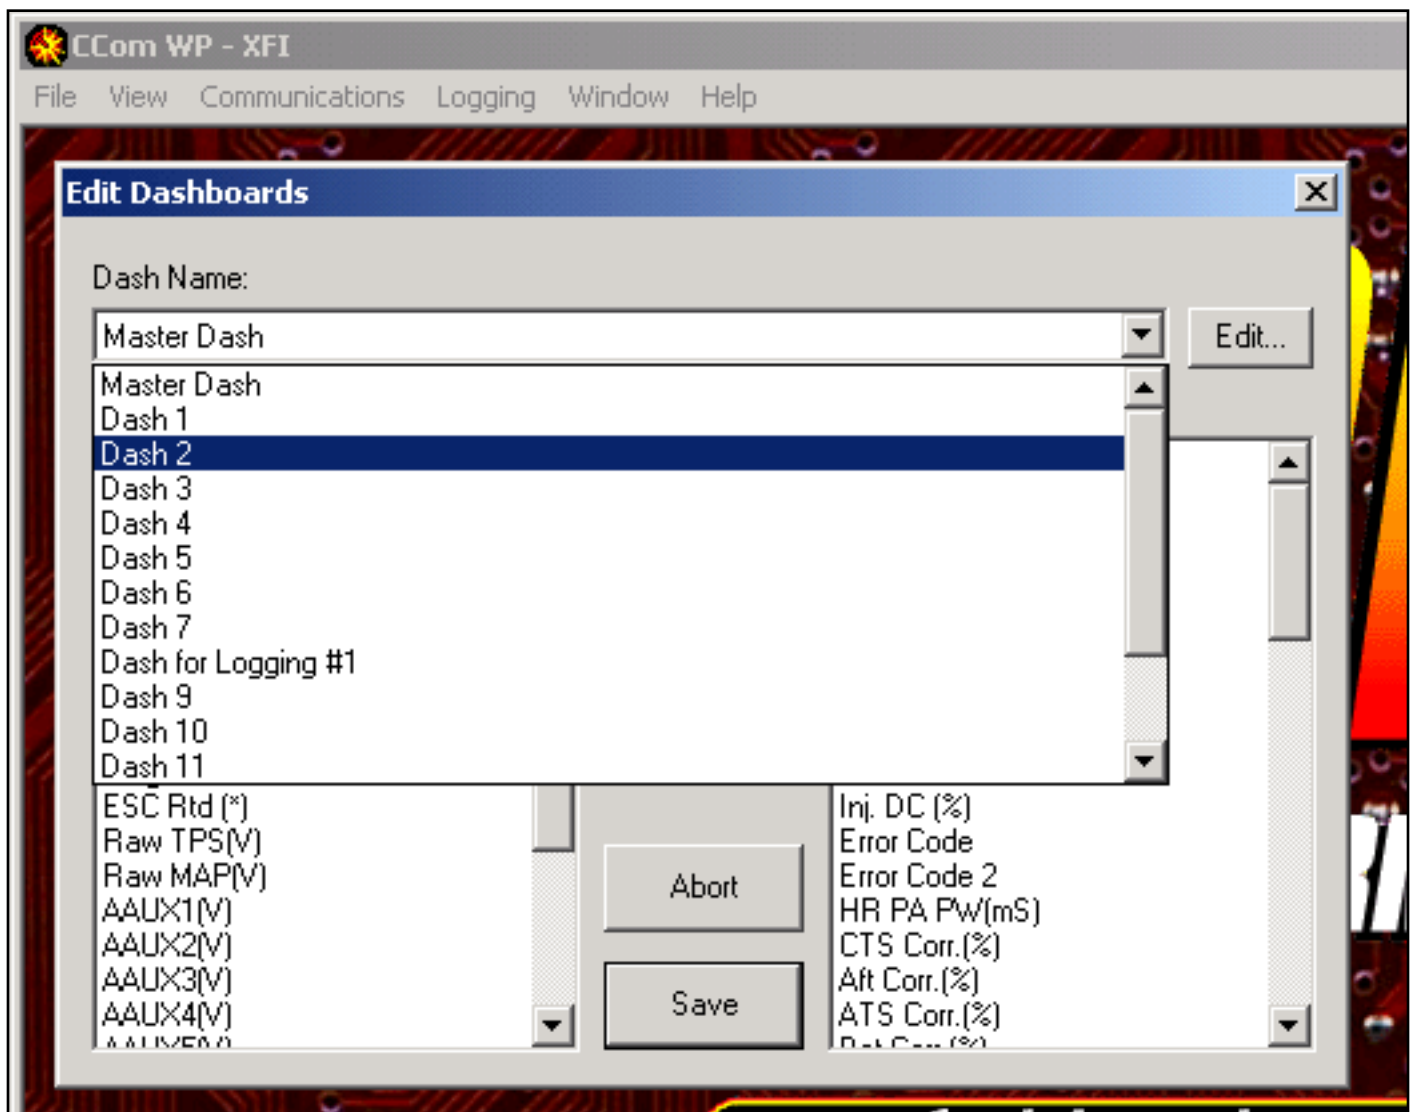 CCom WP - XFI
File View Communications Logging Window Help
Edit Dashboards
Dash Name:
Master Dash
Edit...
Master Dash
Dash 1
Dash 2
Dash 3
Dash 4
Dash 5
Dash 6
Dash 7
Dash for Logging #1
Dash 9
Dash 10
Dash 11
ESC Rtd (*)
Raw TPS(V)
Raw MAP(V)
AAUX1(V)
AAUX2(V)
AAUX3(V)
AAUX4(V)
Abort
Save
Inj. DC (%)
Error Code
Error Code 2
HR PA PW(mS)
CTS Corr.(%)
Aft Corr.(%)
ATS Corr.(%)